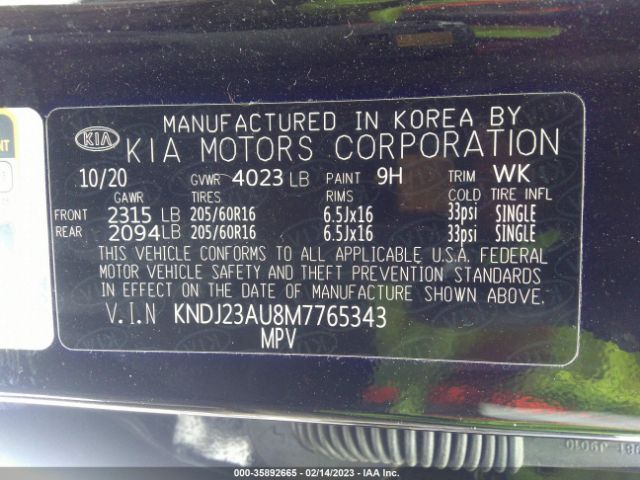 MANUFACTURED IN KOREA BY
KIA KIA MOTORS CORPORATION
10/20 GVWR 4023 LB PAINT 9H TRIM WK
GAWR TIRES RIMS COLD TIRE INFL
FRONT 2315 LB 205/60R16 6.5Jx16 33psi SINGLE
REAR 2094 LB 205/60R16 6.5Jx16 33psi SINGLE
THIS VEHICLE CONFORMS TO ALL APPLICABLE U.S.A. FEDERAL
MOTOR VEHICLE SAFETY AND THEFT PREVENTION STANDARDS
IN EFFECT ON THE DATE OF MANUFACTURE SHOWN ABOVE.
V.I.N KNDJ23AU8M7765343
MPV
000-35892665 - 02/14/2023 - IAA Inc.